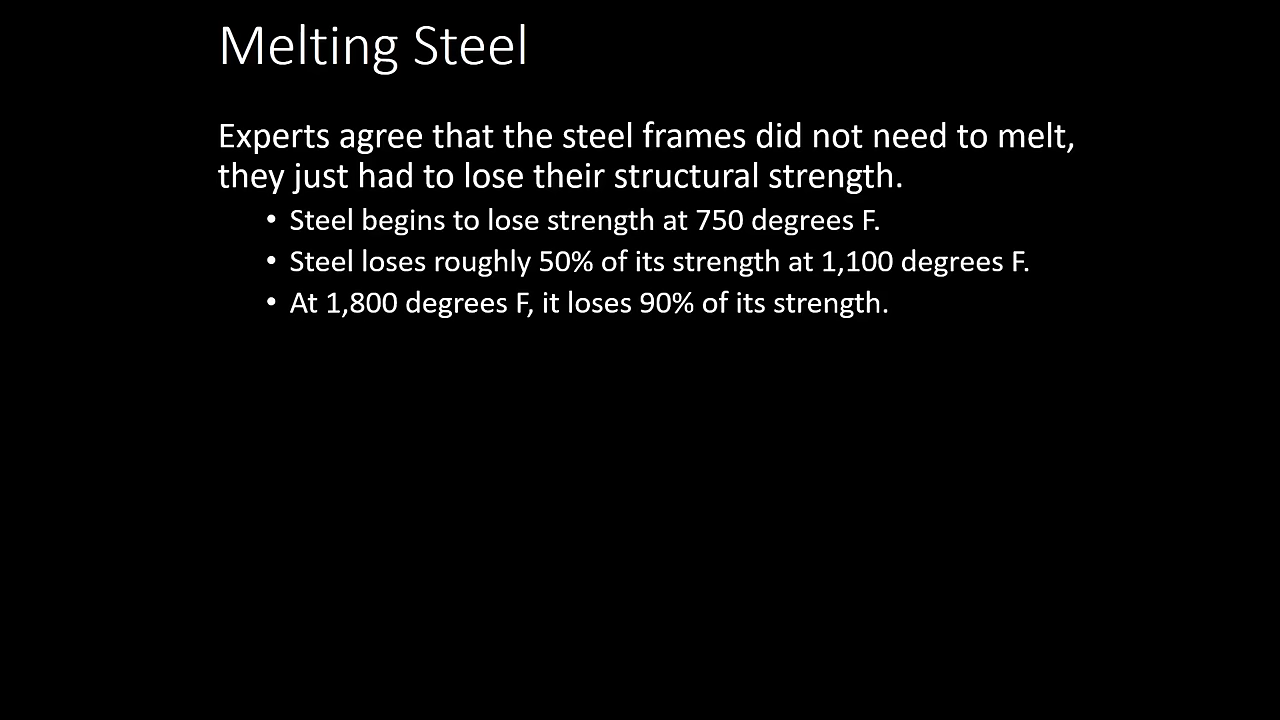 Melting Steel
Experts agree that the steel frames did not need to melt,
they just had to lose their structural strength.
• Steel begins to lose strength at 750 degrees F.
• Steel loses roughly 50% of its strength at 1,100 degrees F.
• At 1,800 degrees F, it loses 90% of its strength.